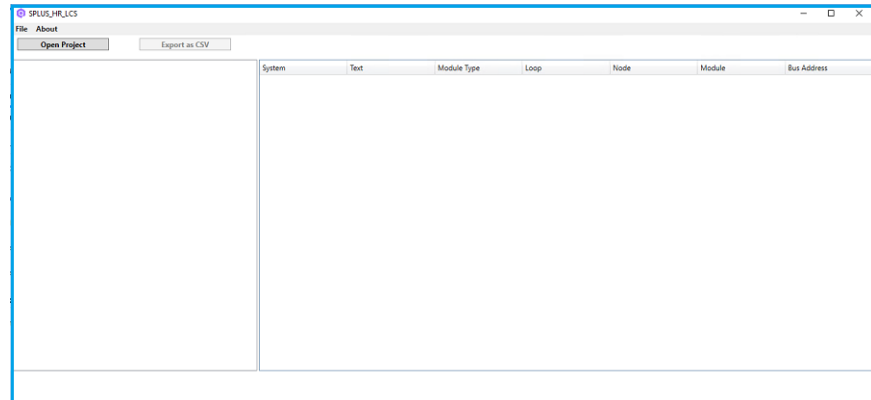 SPLUS_HR_LCS
File About
Open Project Export as CSV
System Text Module Type Loop Node Module Bus Address